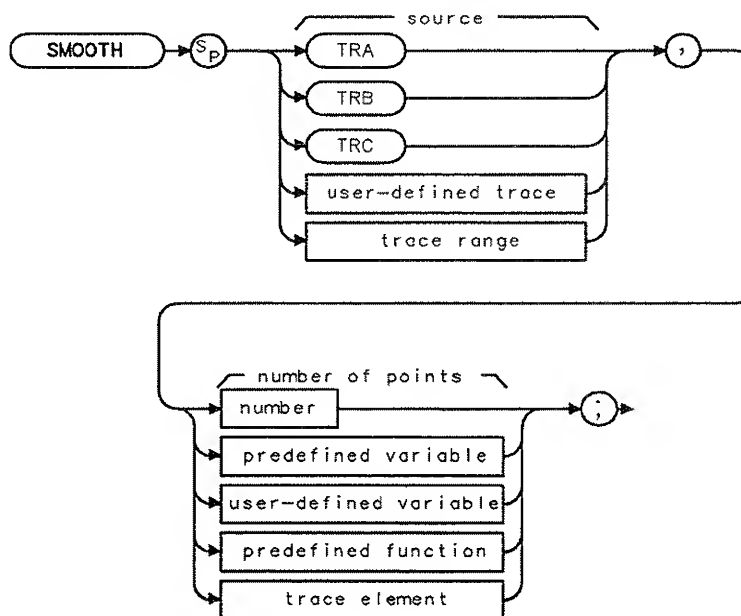 source
SMOOTH Sp TRA ,
TRB
TRC
user-defined trace
trace range
number of points
number ;
predefined variable
user-defined variable
predefined function
trace element